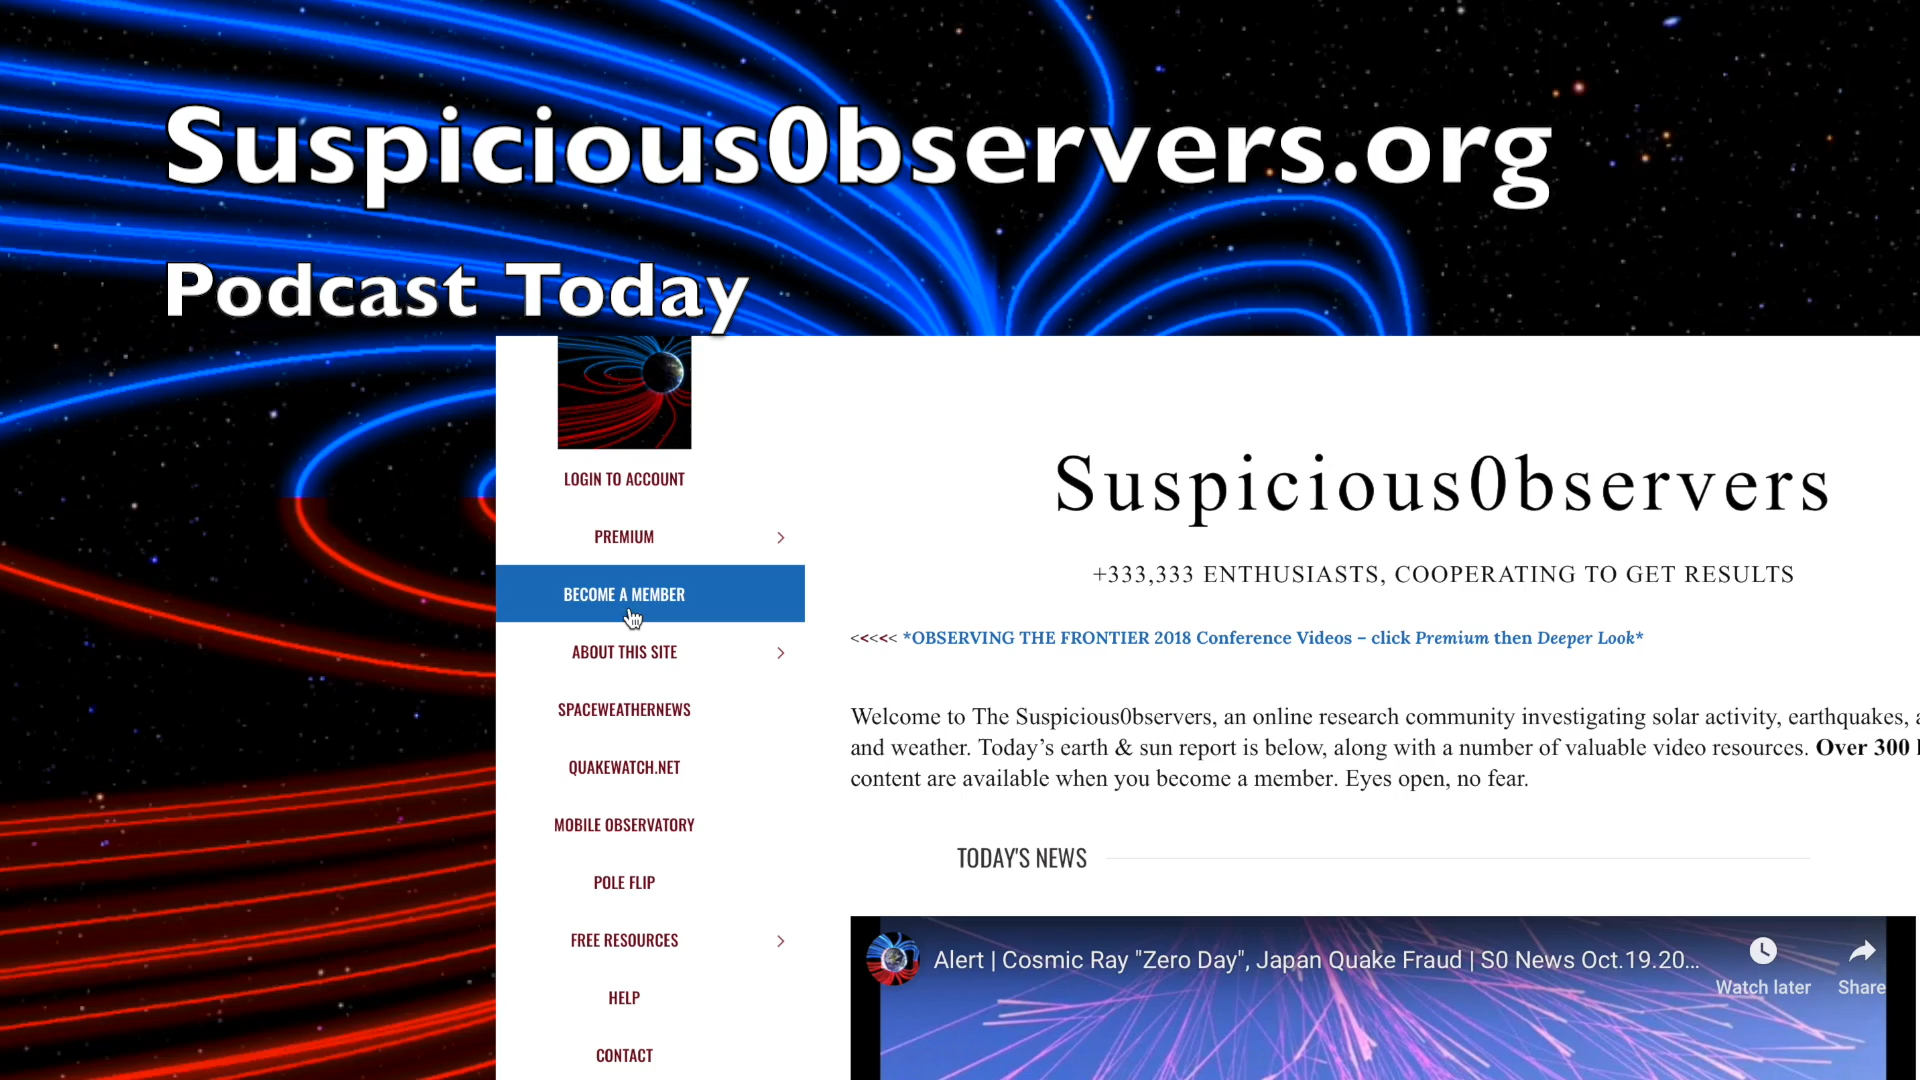 Suspicious0bservers.org
Podcast Today
LOGIN TO ACCOUNT
PREMIUM
BECOME A MEMBER
ABOUT THIS SITE
SPACEWEATHERNEWS
QUAKEWATCH.NET
MOBILE OBSERVATORY
POLE FLIP
FREE RESOURCES
HELP
CONTACT
Suspicious0bservers
+333,333 ENTHUSIASTS, COOPERATING TO GET RESULTS
<<<<< *OBSERVING THE FRONTIER 2018 Conference Videos – click Premium then Deeper Look*
Welcome to The Suspicious0bservers, an online research community investigating solar activity, earthquakes,
and weather. Today's earth & sun report is below, along with a number of valuable video resources. Over 300
content are available when you become a member. Eyes open, no fear.
TODAY'S NEWS
Alert | Cosmic Ray "Zero Day", Japan Quake Fraud | S0 News Oct.19.20...
Watch later
Share